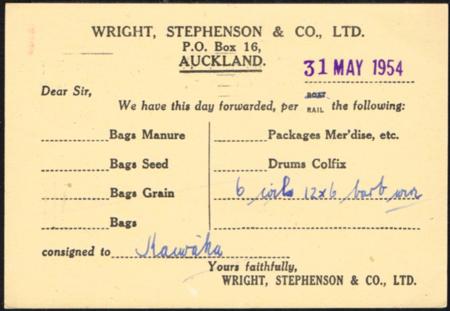 WRIGHT, STEPHENSON & CO., LTD.
P.O. Box 16,
AUCKLAND.
31 MAY 1954
Dear Sir,
We have this day forwarded, per BOAT RAIL the following:
Bags Manure Packages Mer'dise, etc.
Bags Seed Drums Colfix
Bags Grain 6 coils 12x6 barb wire
Bags
consigned to Kawaka
Yours faithfully,
WRIGHT, STEPHENSON & CO., LTD.